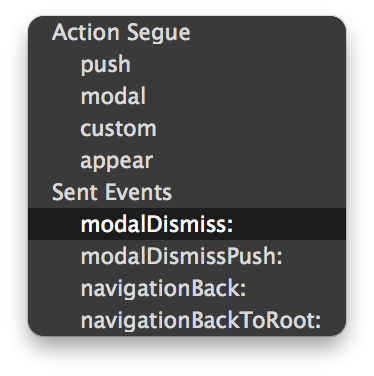 Action Segue
push
modal
custom
appear
Sent Events
modalDismiss:
modalDismissPush:
navigationBack:
navigationBackToRoot: